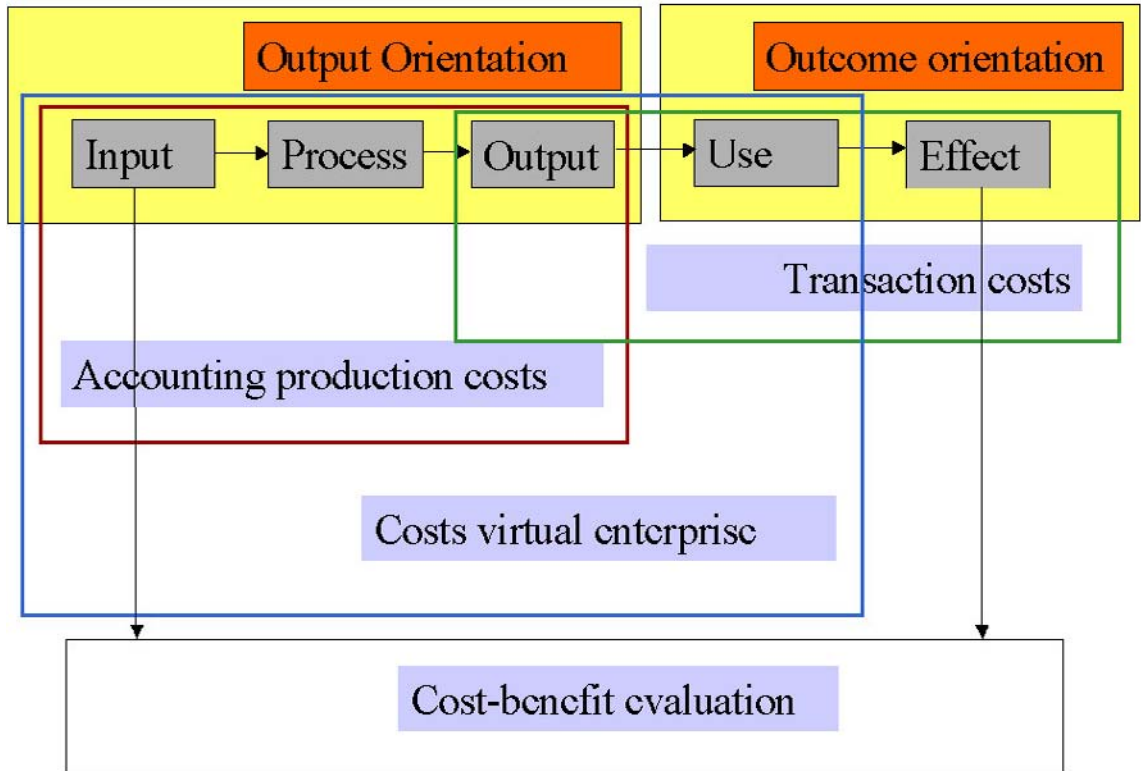 Output Orientation
Outcome orientation
Input
Process
Output
Use
Effect
Transaction costs
Accounting production costs
Costs virtual enterprise
Cost-benefit evaluation